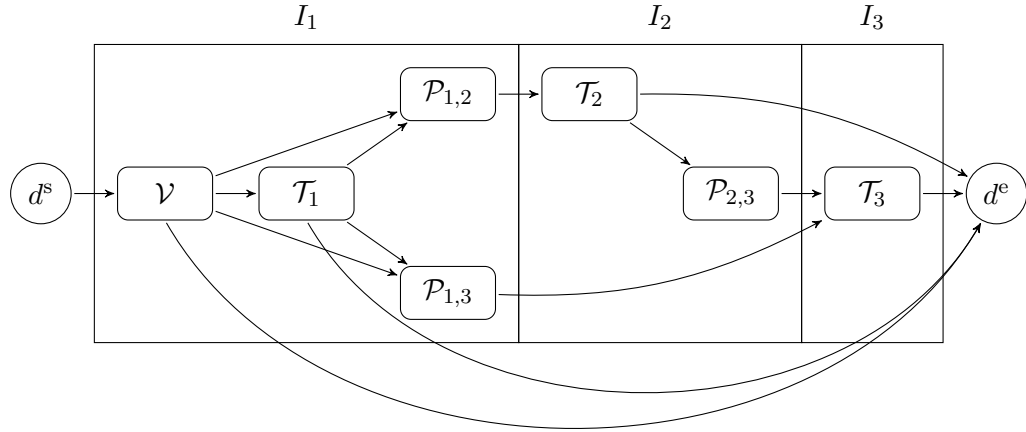 I₁ I₂ I₃
𝒫₁,₂ 𝒯₂
dˢ 𝒱 𝒯₁ 𝒫₂,₃ 𝒯₃ dᵉ
𝒫₁,₃